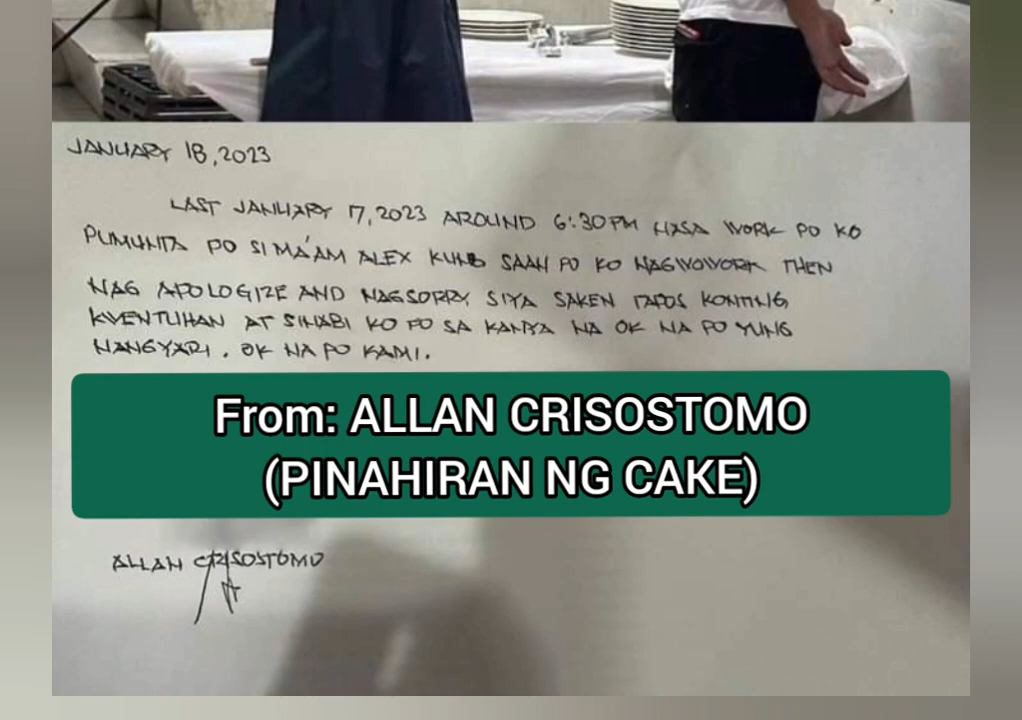 JANUARY 18, 2023
LAST JANUARY 17, 2023 AROUND 6:30PM NASA WORK PO KO
PUMUNTA PO SI MA'AM ALEX KUNG SAAN PO KO NAGWOWORK THEN
NAG APOLOGIZE AND NAGSORRY SIYA SAKEN TAPOS KONTING
KWENTUHAN AT SINABI KO PO SA KANYA NA OK NA PO YUNG
NANGYARI. OK NA PO KAMI.
From: ALLAN CRISOSTOMO
(PINAHIRAN NG CAKE)
ALLAN CRISOSTOMO